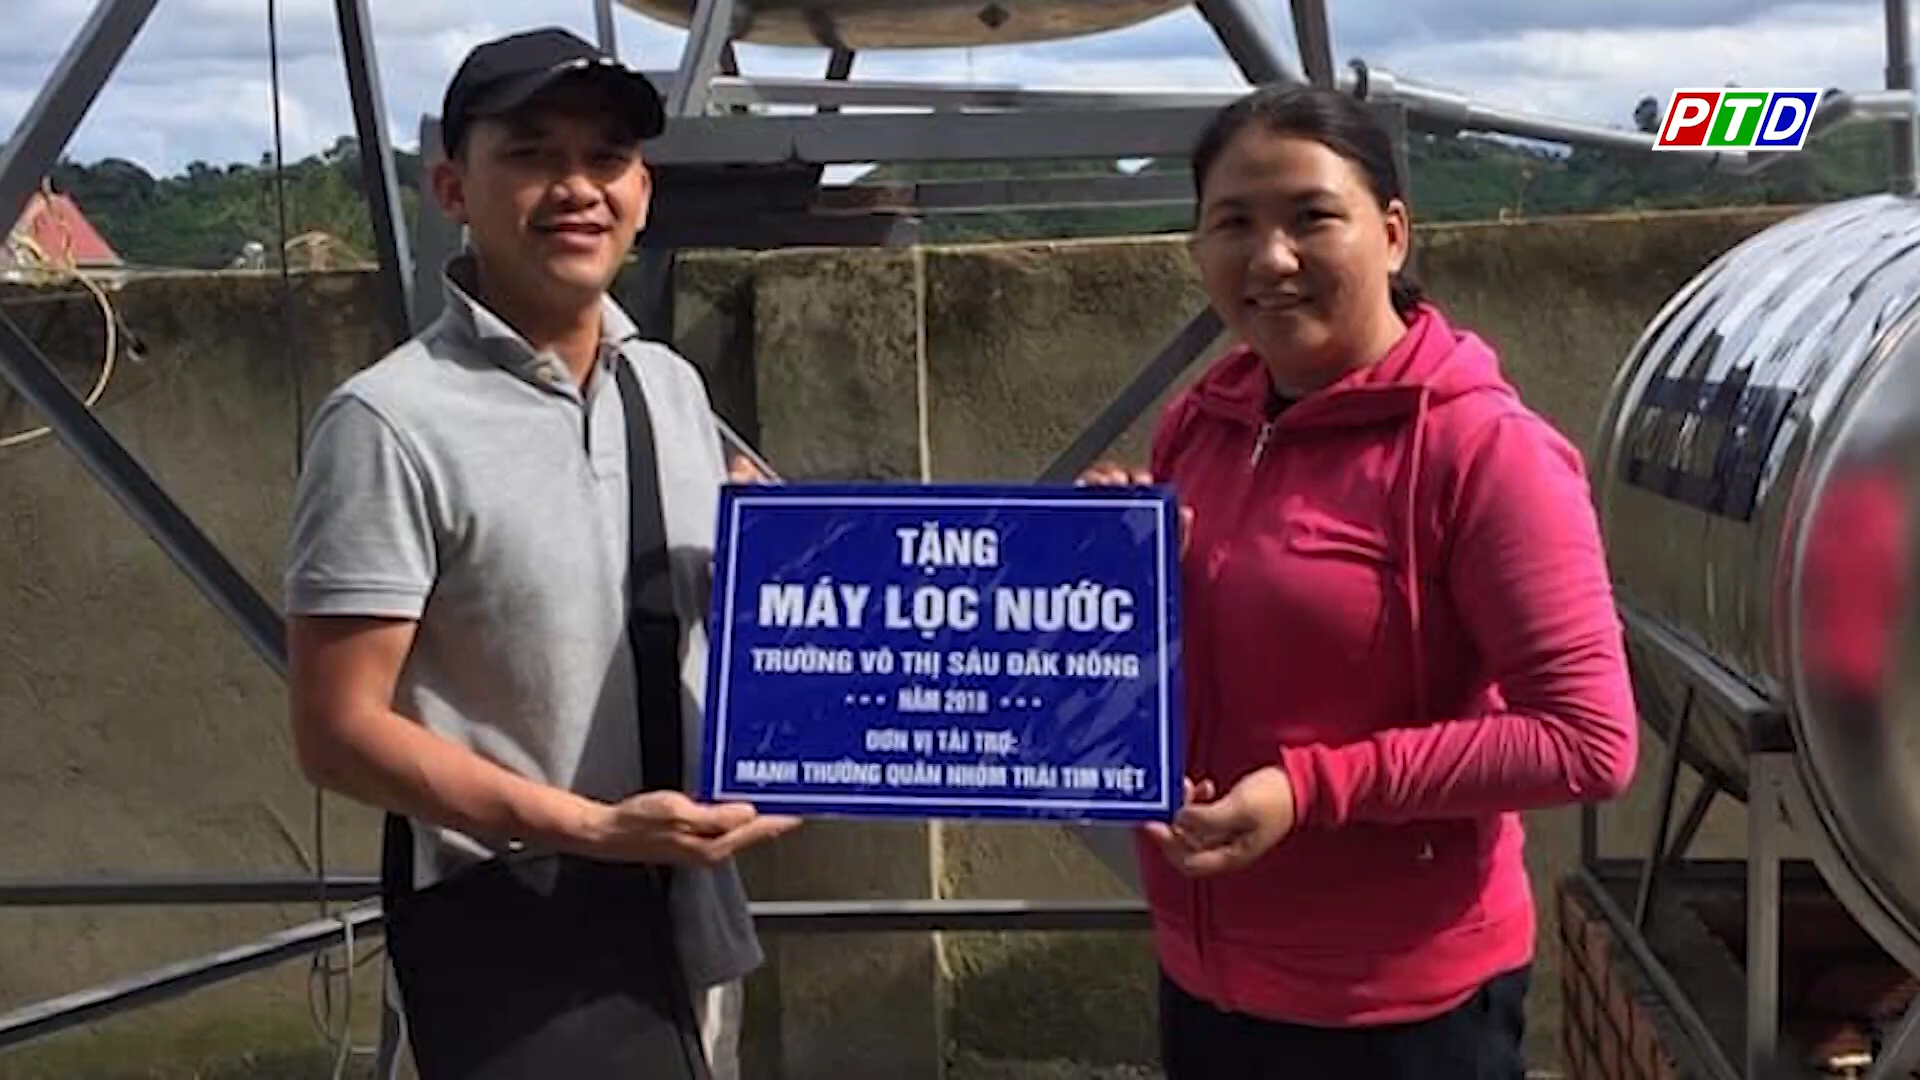 PTD
TẶNG
MÁY LỌC NƯỚC
TRƯỜNG VÕ THỊ SÁU ĐĂK NÔNG
--- NĂM 2018 ---
ĐƠN VỊ TÀI TRỢ:
MẠNH THƯỜNG QUÂN NHÓM TRÁI TIM VIỆT